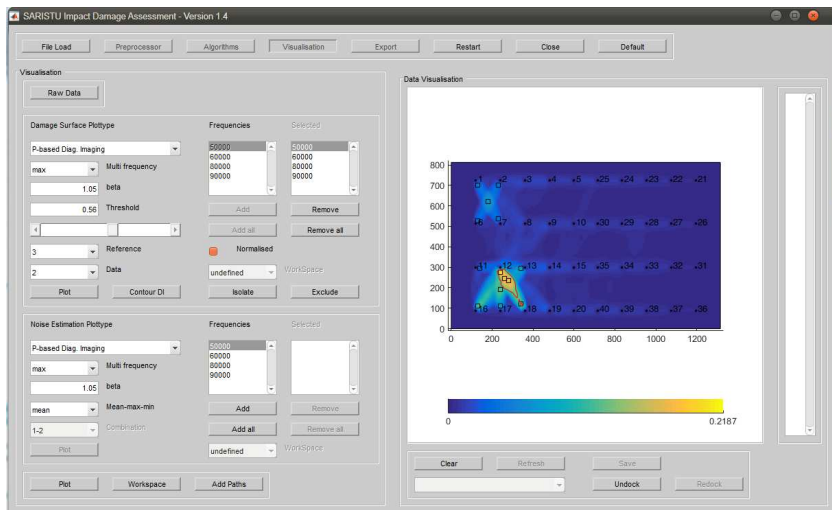 SARISTU Impact Damage Assessment - Version 1.4
File Load Preprocessor Algorithms Visualisation Export Restart Close Default
Visualisation
Raw Data
Damage Surface Plottype Frequencies Selected
P-based Diag. Imaging
50000 50000
60000 60000
80000 80000
90000 90000
max Multi frequency
1.05 beta
0.56 Threshold
Add Remove
Add all Remove all
3 Reference Normalised
2 Data undefined WorkSpace
Plot Contour DI Isolate Exclude
Noise Estimation Plottype Frequencies Selected
P-based Diag. Imaging
50000
60000
80000
90000
max Multi frequency
1.05 beta
mean Mean-max-min Add Remove
1-2 Combination Add all Remove all
Plot undefined WorkSpace
Plot Workspace Add Paths
Data Visualisation
800
700
600
500
400
300
200
100
0
1 2 3 4 5 25 24 23 22 21
6 7 8 9 10 30 29 28 27 26
11 12 13 14 15 35 34 33 32 31
16 17 18 19 20 40 39 38 37 36
0 200 400 600 800 1000 1200
0 0.2187
Clear Refresh Save
Undock Redock